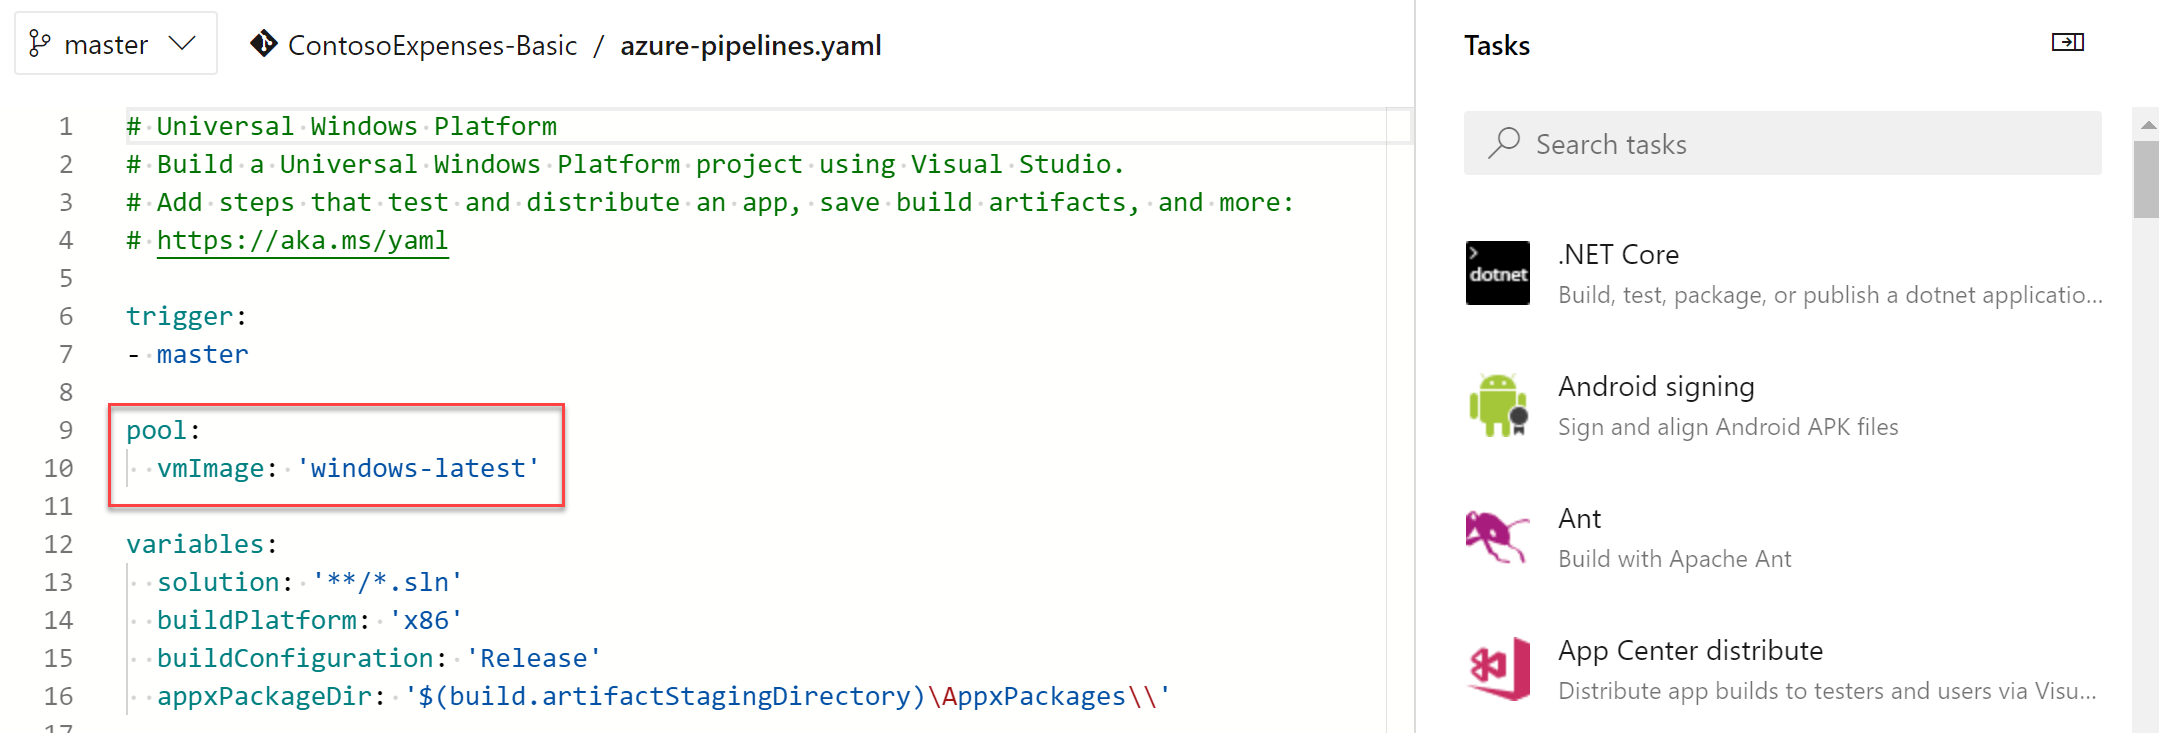 master
ContosoExpenses-Basic / azure-pipelines.yaml
1 # Universal Windows Platform
2 # Build a Universal Windows Platform project using Visual Studio.
3 # Add steps that test and distribute an app, save build artifacts, and more:
4 # https://aka.ms/yaml
5
6 trigger:
7 - master
8
9 pool:
10 vmImage: 'windows-latest'
11
12 variables:
13 solution: '**/*.sln'
14 buildPlatform: 'x86'
15 buildConfiguration: 'Release'
16 appxPackageDir: '$(build.artifactStagingDirectory)\AppxPackages\\'
17
Tasks
Search tasks
dotnet
.NET Core
Build, test, package, or publish a dotnet applicatio...
Android signing
Sign and align Android APK files
Ant
Build with Apache Ant
App Center distribute
Distribute app builds to testers and users via Visu...